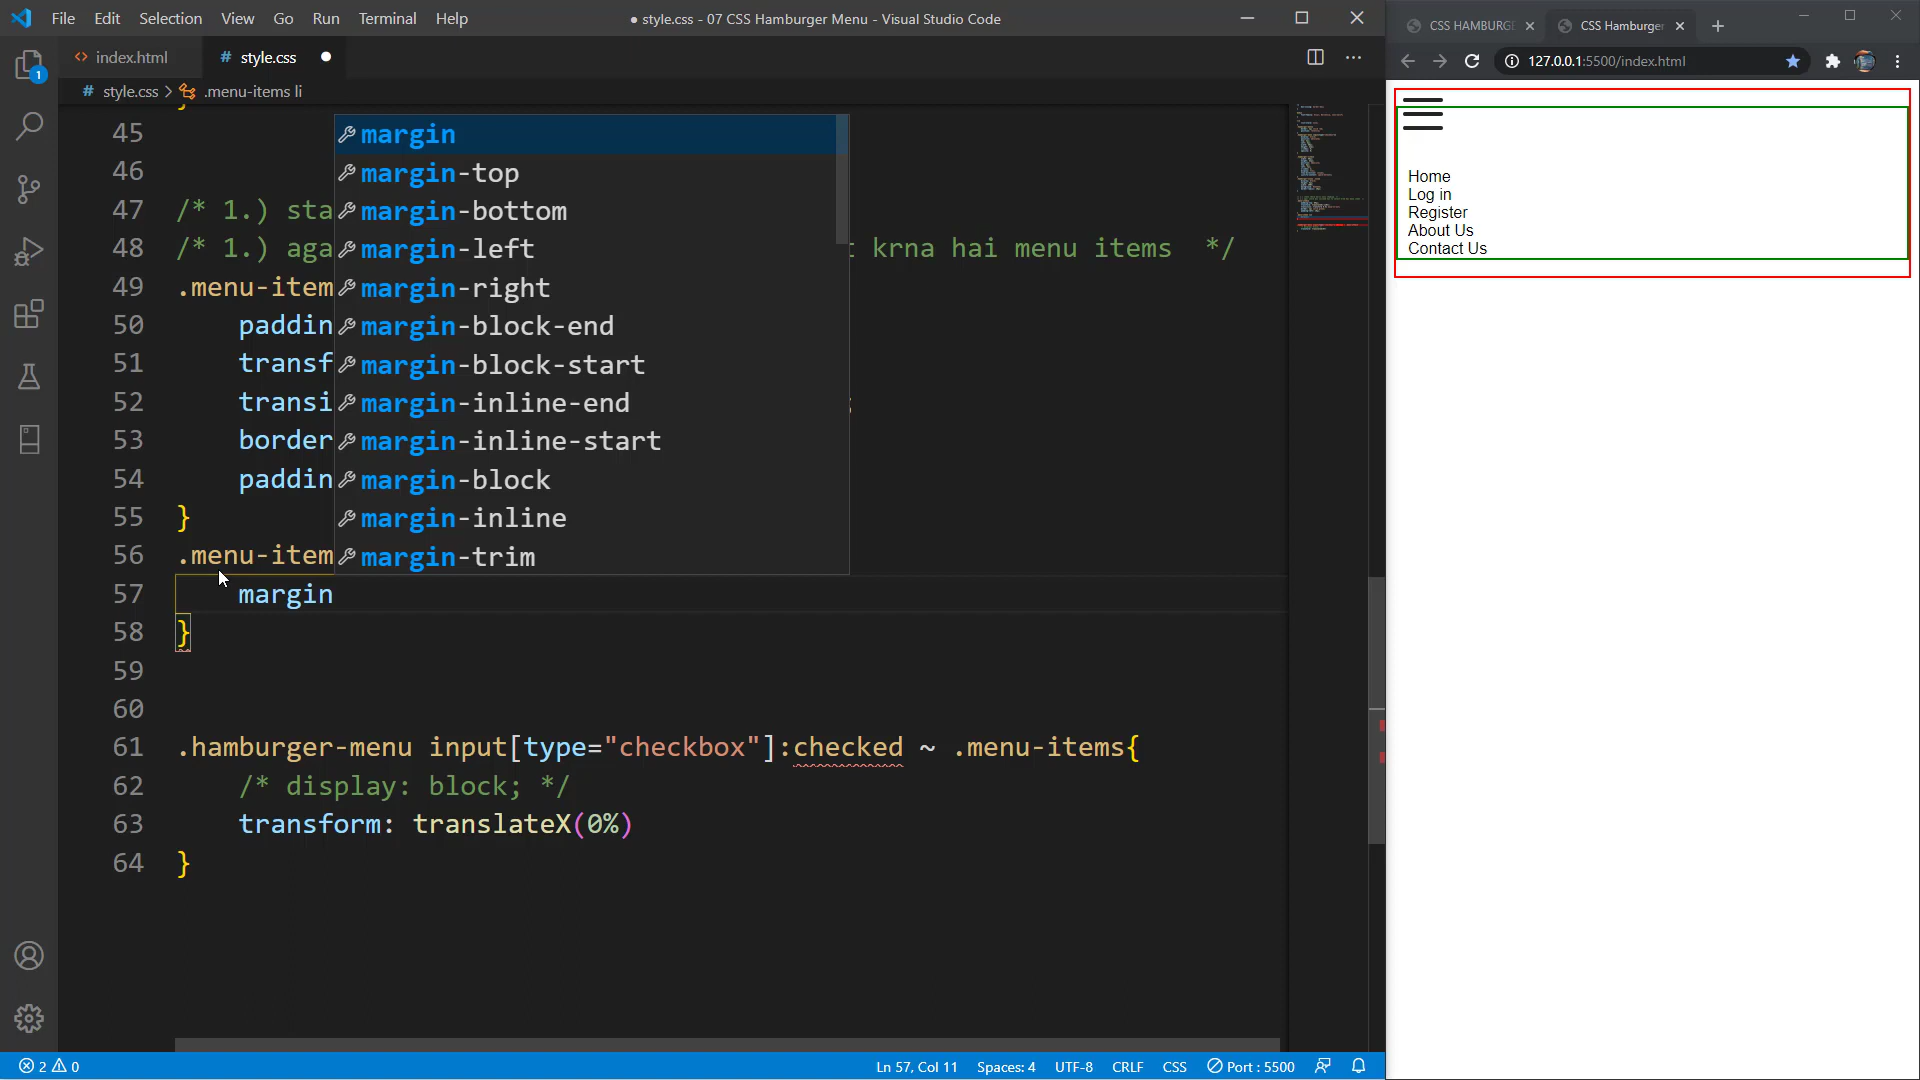 File Edit Selection View Go Run Terminal Help
● style.css - 07 CSS Hamburger Menu - Visual Studio Code
index.html
# style.css ●
# style.css > .menu-items li
45
46
47 /* 1.) sta
48 /* 1.) aga krna hai menu items */
49 .menu-item
50 paddin
51 transf
52 transi
53 border
54 paddin
55 }
56 .menu-item
57 margin
58 }
59
60
61 .hamburger-menu input[type="checkbox"]:checked ~ .menu-items{
62 /* display: block; */
63 transform: translateX(0%)
64 }
margin
margin-top
margin-bottom
margin-left
margin-right
margin-block-end
margin-block-start
margin-inline-end
margin-inline-start
margin-block
margin-inline
margin-trim
1
2 0
Ln 57, Col 11 Spaces: 4 UTF-8 CRLF CSS Port : 5500
CSS HAMBURG
CSS Hamburge
127.0.0.1:5500/index.html
Home
Log in
Register
About Us
Contact Us